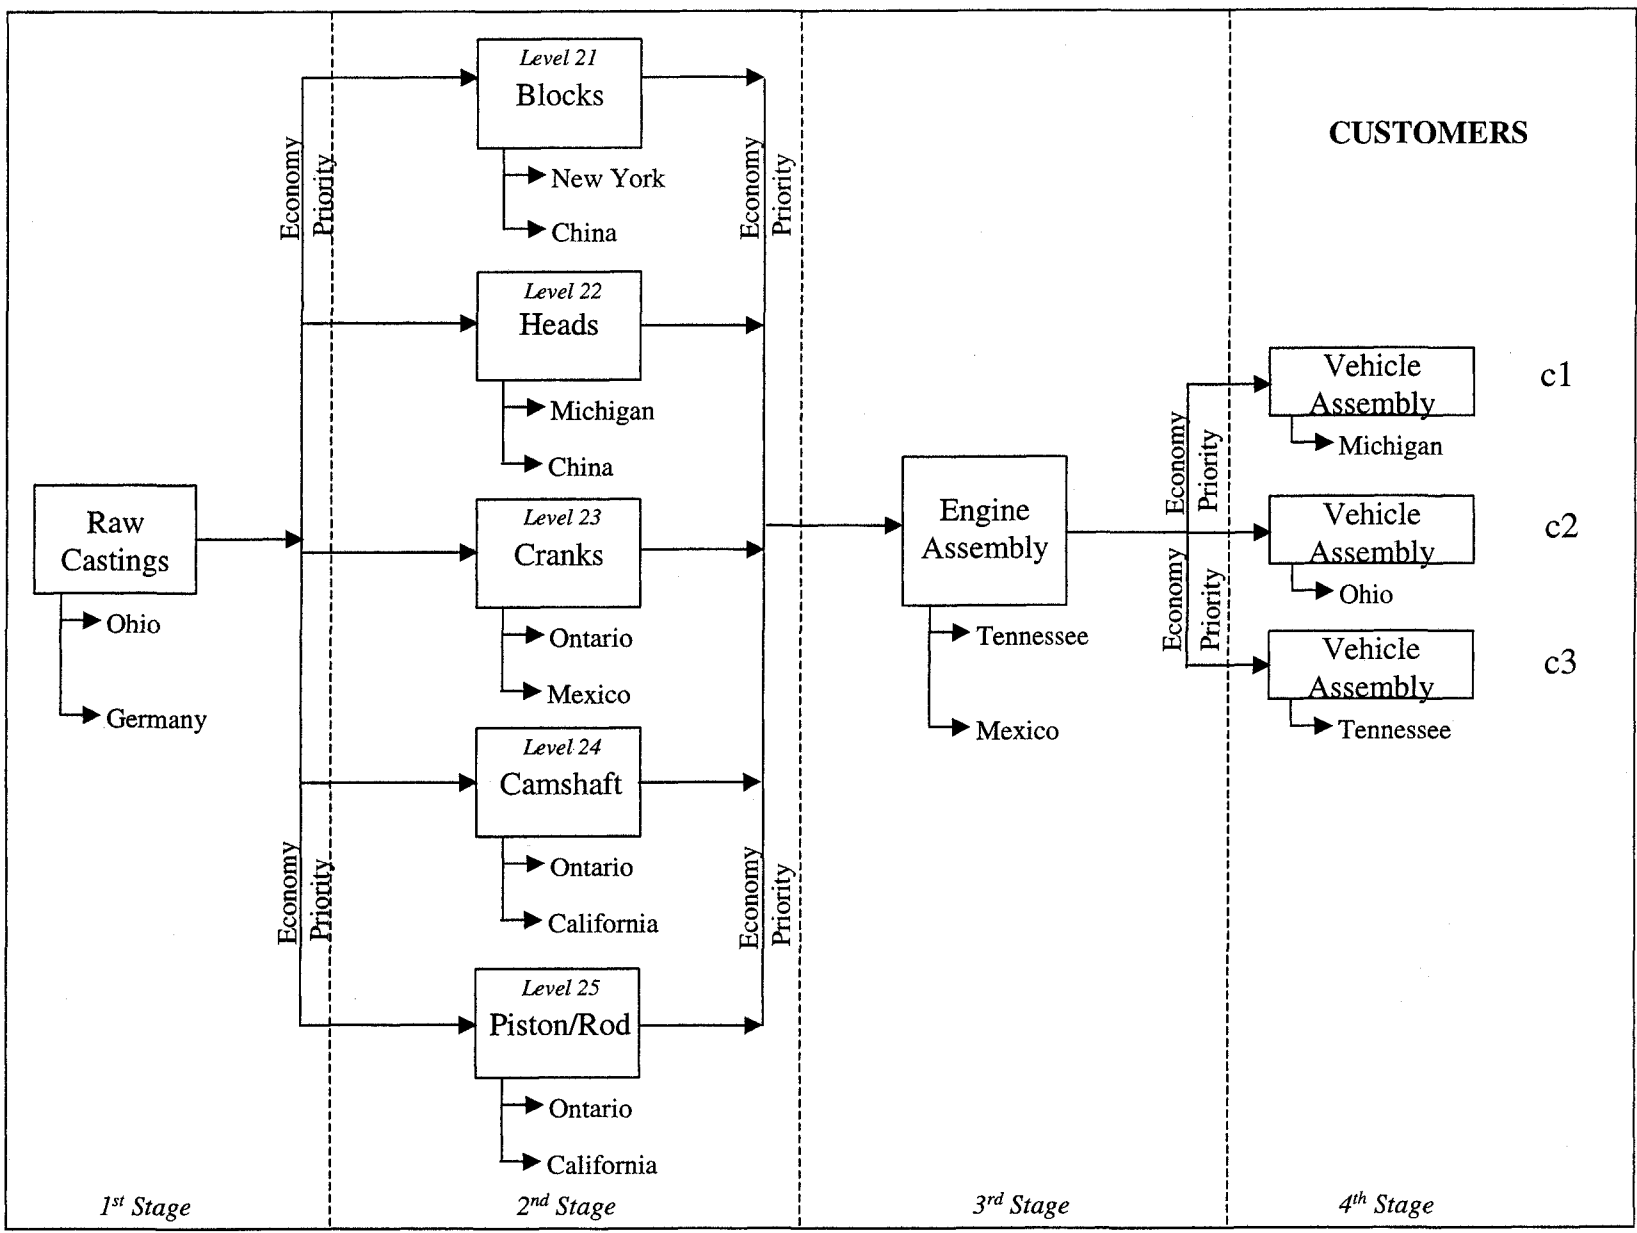 Level 21
Blocks
New York
China
Economy
Priority
Economy
Priority
CUSTOMERS
Level 22
Heads
Michigan
China
Level 23
Cranks
Ontario
Mexico
Raw
Castings
Ohio
Germany
Level 24
Camshaft
Ontario
California
Economy
Priority
Economy
Priority
Level 25
Piston/Rod
Ontario
California
Engine
Assembly
Tennessee
Mexico
Economy
Priority
Economy
Priority
Vehicle
Assembly
c1
Michigan
Vehicle
Assembly
c2
Ohio
Vehicle
Assembly
c3
Tennessee
1st Stage
2nd Stage
3rd Stage
4th Stage